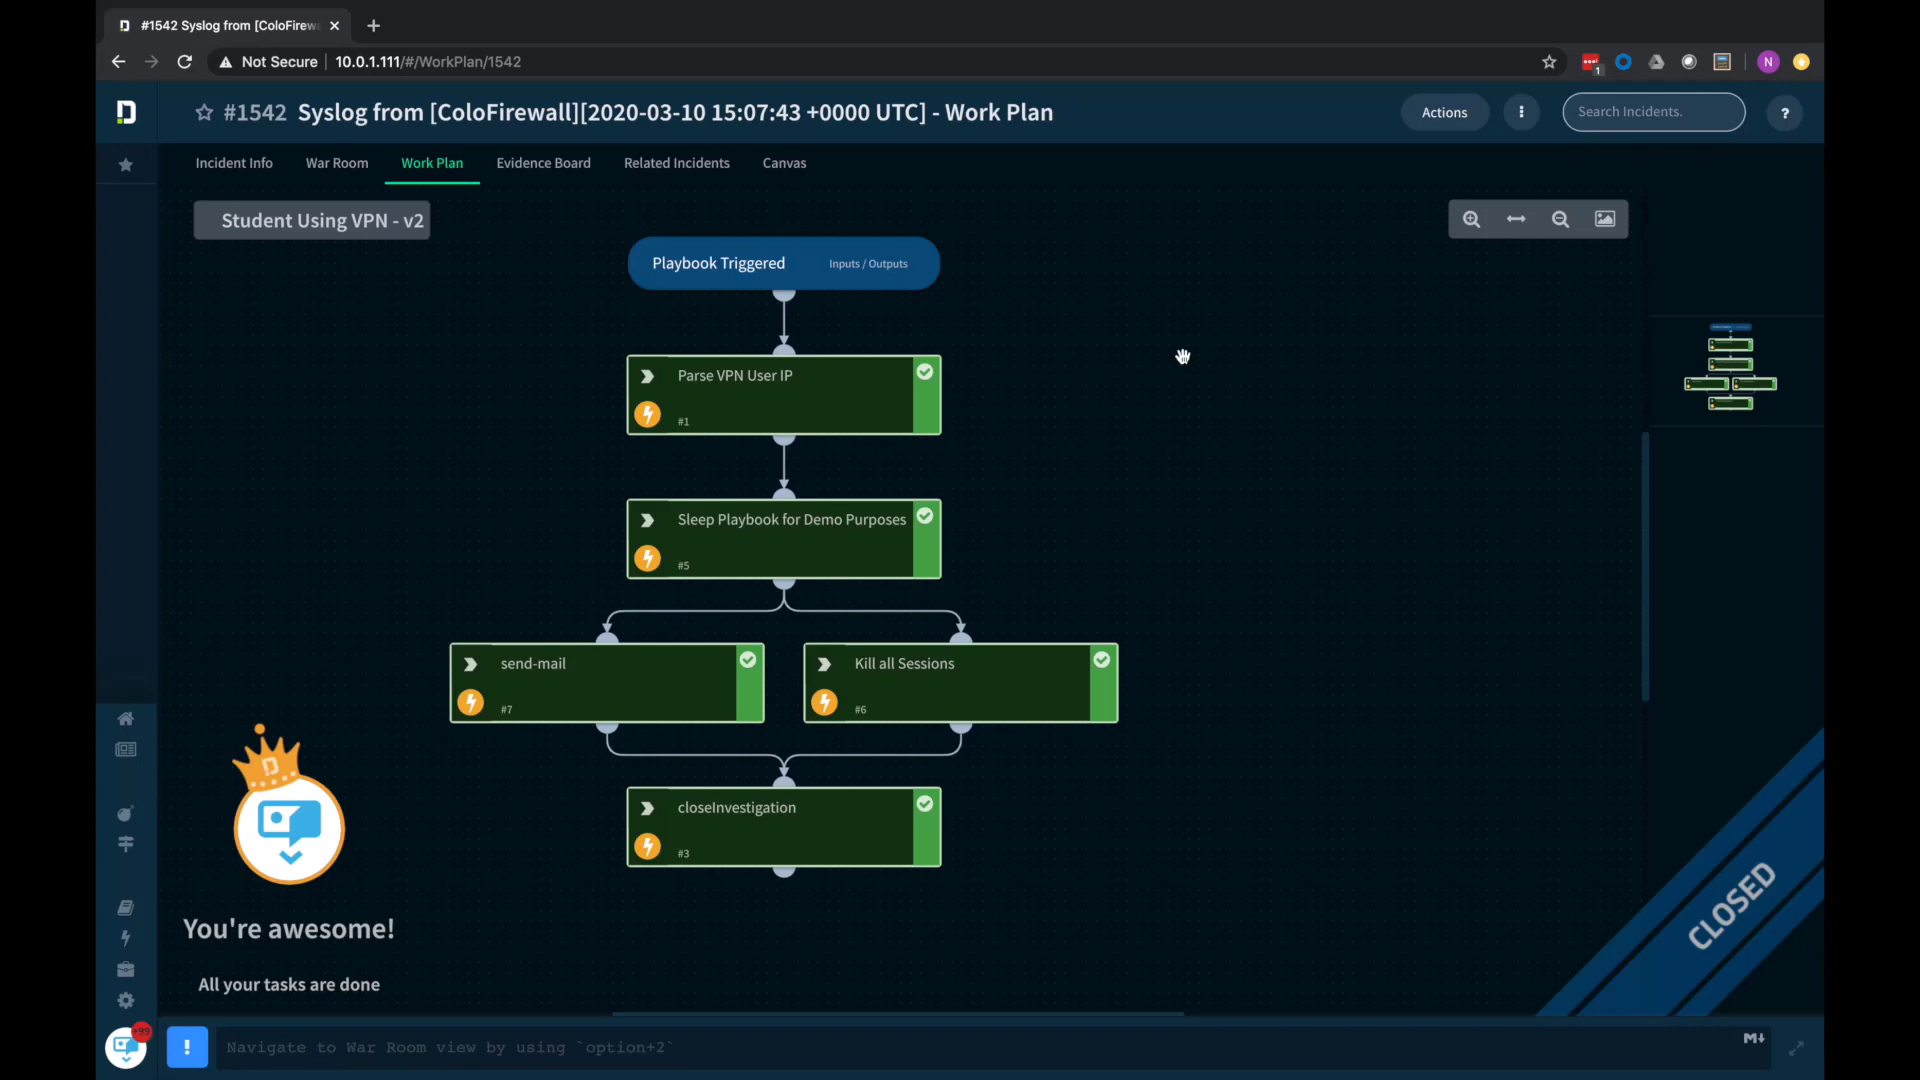 #1542 Syslog from [ColoFirew
Not Secure
10.0.1.111/#/WorkPlan/1542
1
N
#1542 Syslog from [ColoFirewall][2020-03-10 15:07:43 +0000 UTC] - Work Plan
Actions
Search Incidents.
?
Incident Info
War Room
Work Plan
Evidence Board
Related Incidents
Canvas
Student Using VPN - v2
Playbook Triggered
Inputs / Outputs
Parse VPN User IP
#1
Sleep Playbook for Demo Purposes
#5
send-mail
#7
Kill all Sessions
#6
closeInvestigation
#3
D
You're awesome!
All your tasks are done
CLOSED
+99
!
Navigate to War Room view by using `option+2`
M↓